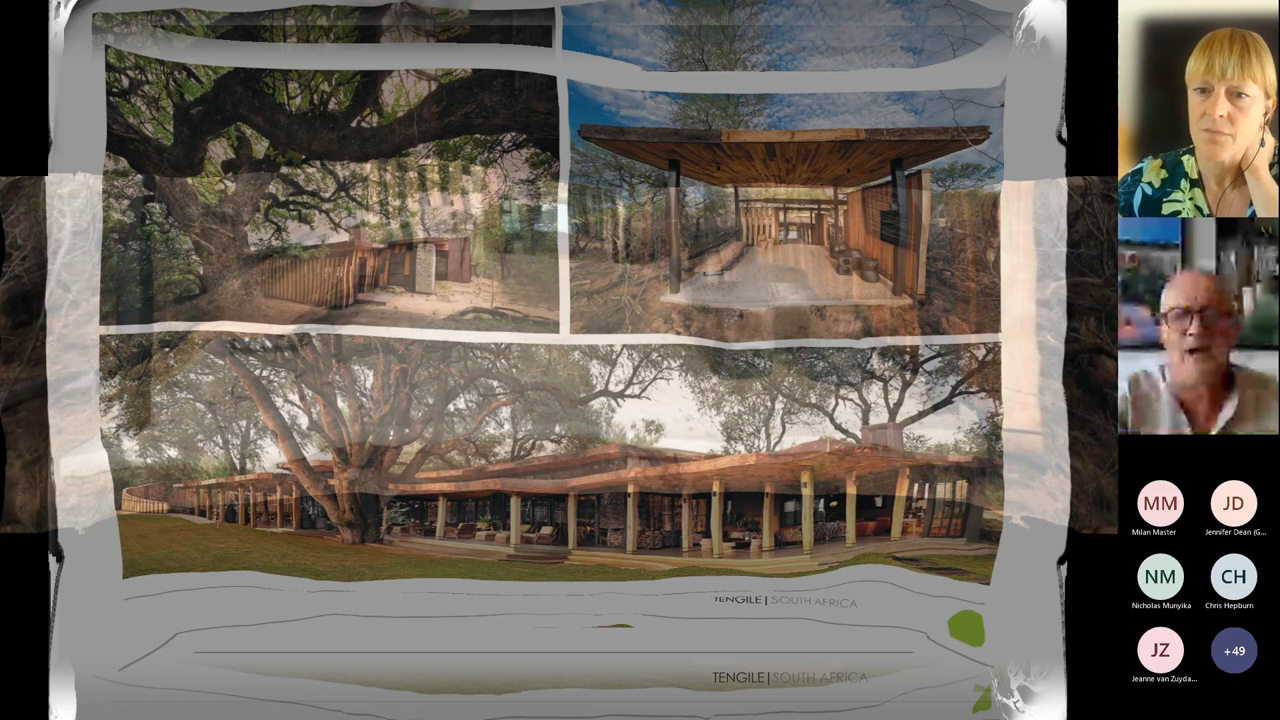 TENGILE | SOUTH AFRICA
TENGILE | SOUTH AFRICA
MM
JD
Milan Master
Jennifer Dean (G...
NM
CH
Nicholas Munyika
Chris Hepburn
JZ
+49
Jeanne van Zuyda...